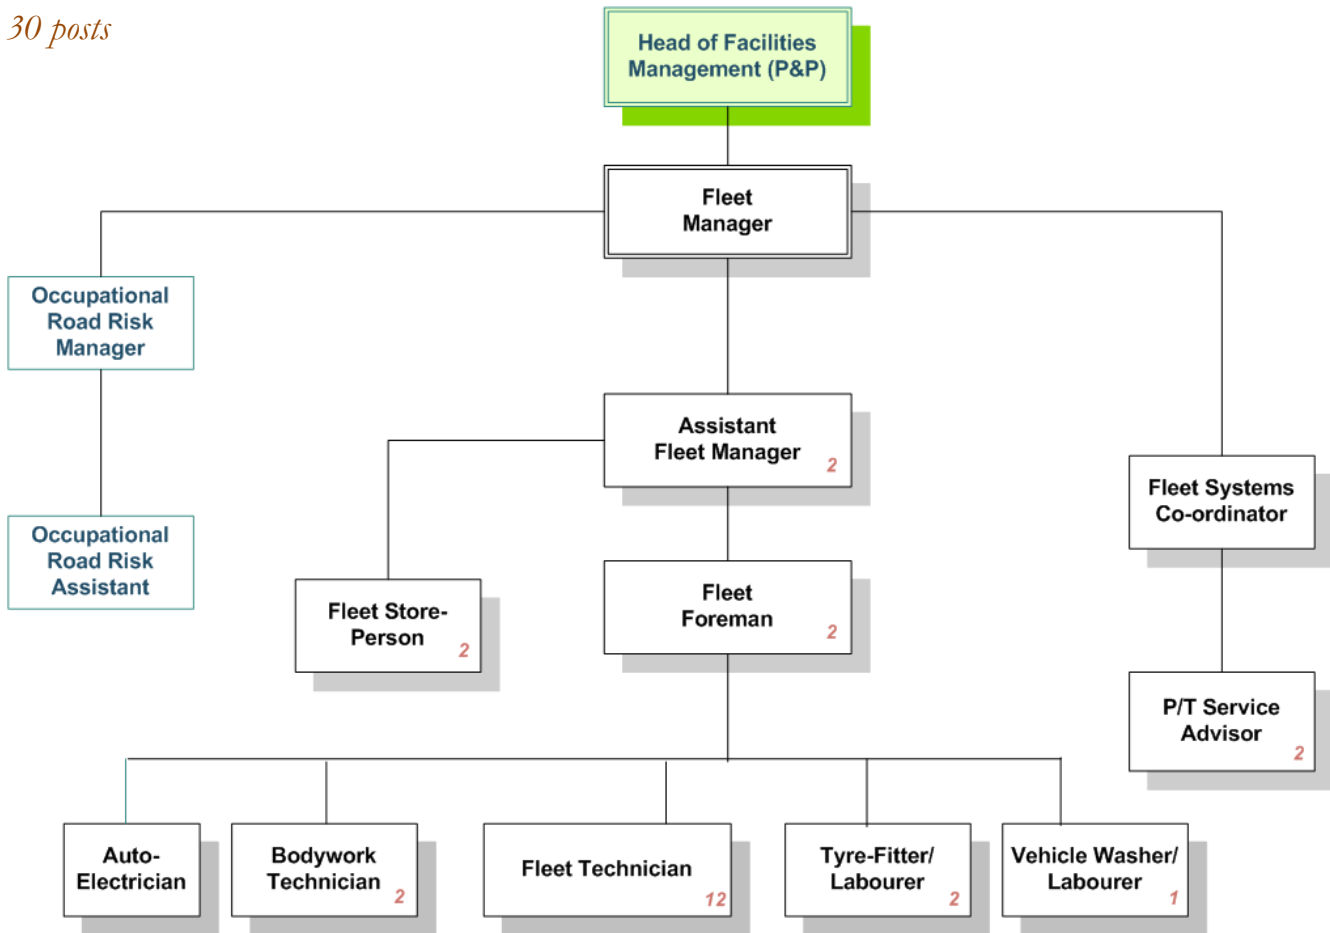 30 posts
Head of Facilities
Management (P&P)
Fleet
Manager
Occupational
Road Risk
Manager
Assistant
Fleet Manager
2
Fleet Systems
Co-ordinator
Occupational
Road Risk
Assistant
Fleet Store-
Person
2
Fleet
Foreman
2
P/T Service
Advisor
2
Auto-
Electrician
Bodywork
Technician
2
Fleet Technician
12
Tyre-Fitter/
Labourer
2
Vehicle Washer/
Labourer
1